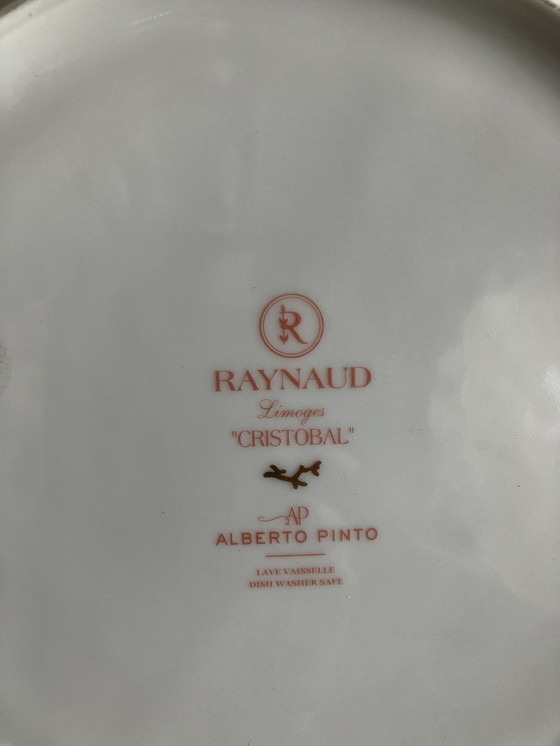 R
RAYNAUD
Limoges
"CRISTOBAL"
AP
ALBERTO PINTO
LAVE VAISSELLE
DISH WASHER SAFE